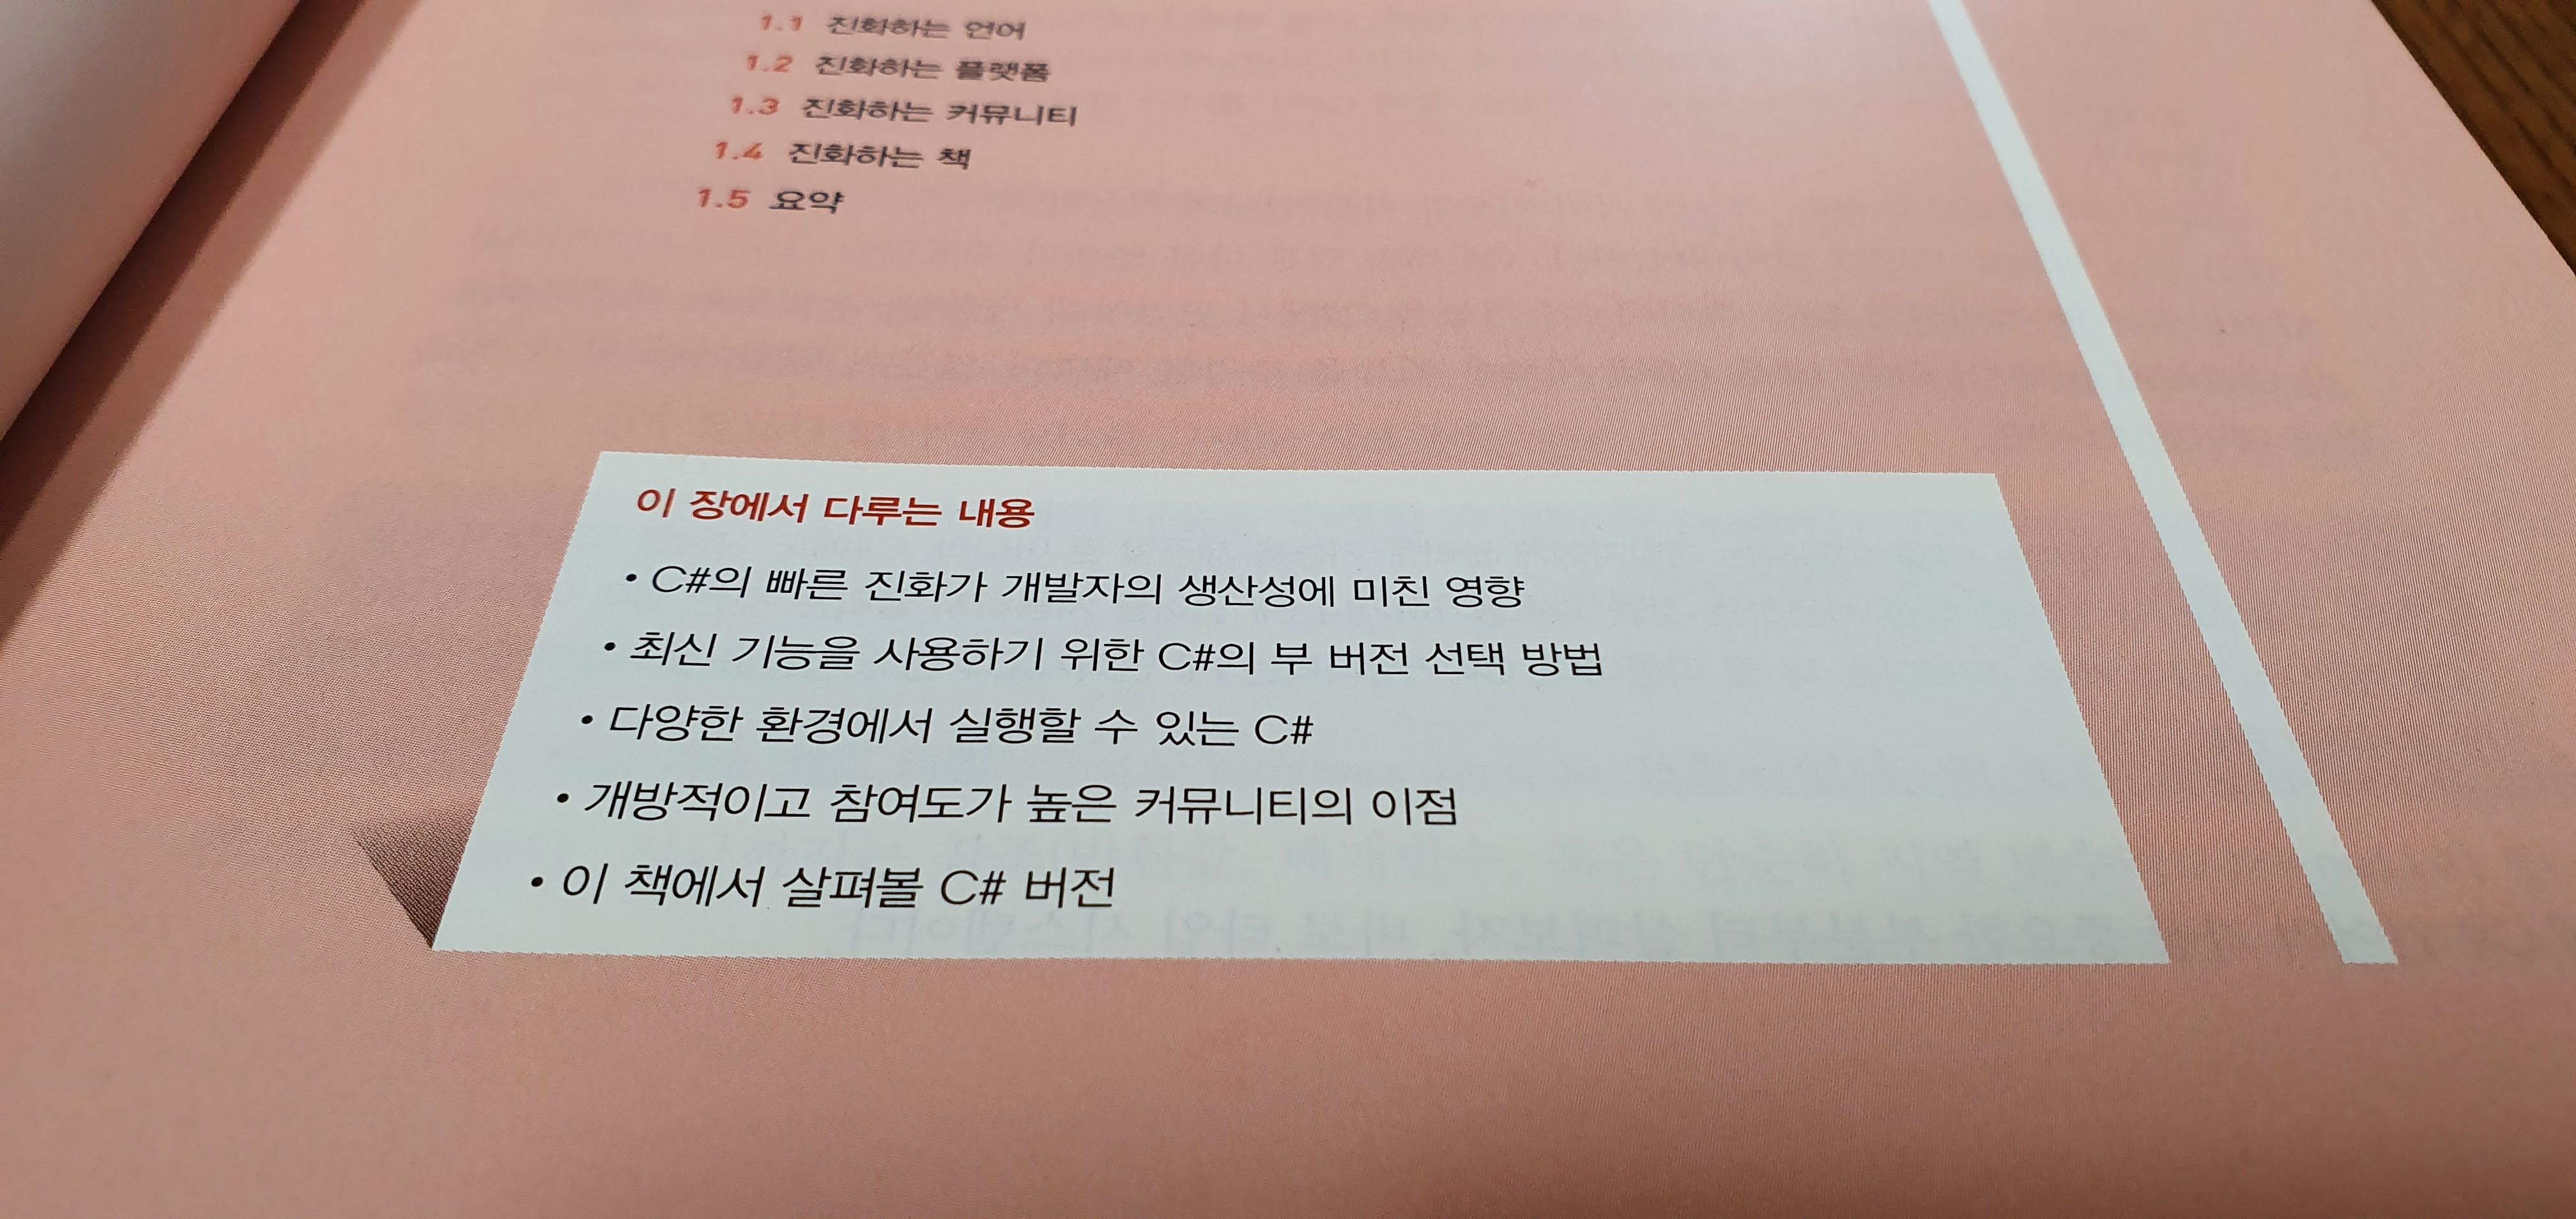 1.1 진화하는 언어
1.2 진화하는 플랫폼
1.3 진화하는 커뮤니티
1.4 진화하는 책
1.5 요약
이 장에서 다루는 내용
• C#의 빠른 진화가 개발자의 생산성에 미친 영향
• 최신 기능을 사용하기 위한 C#의 부 버전 선택 방법
• 다양한 환경에서 실행할 수 있는 C#
• 개방적이고 참여도가 높은 커뮤니티의 이점
• 이 책에서 살펴볼 C# 버전